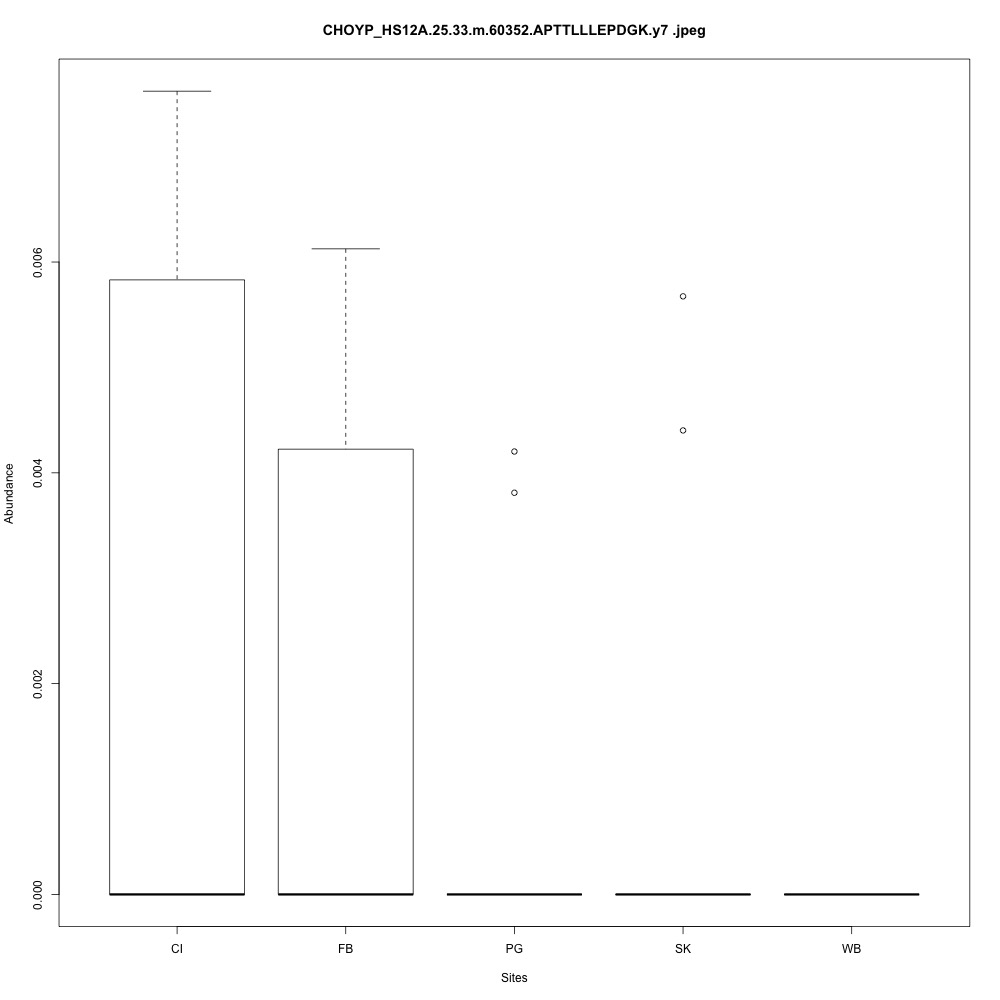 CHOYP_HS12A.25.33.m.60352.APTTLLLEPDGK.y7 .jpeg
Abundance
0.006
0.004
0.002
0.000
CI FB PG SK WB
Sites